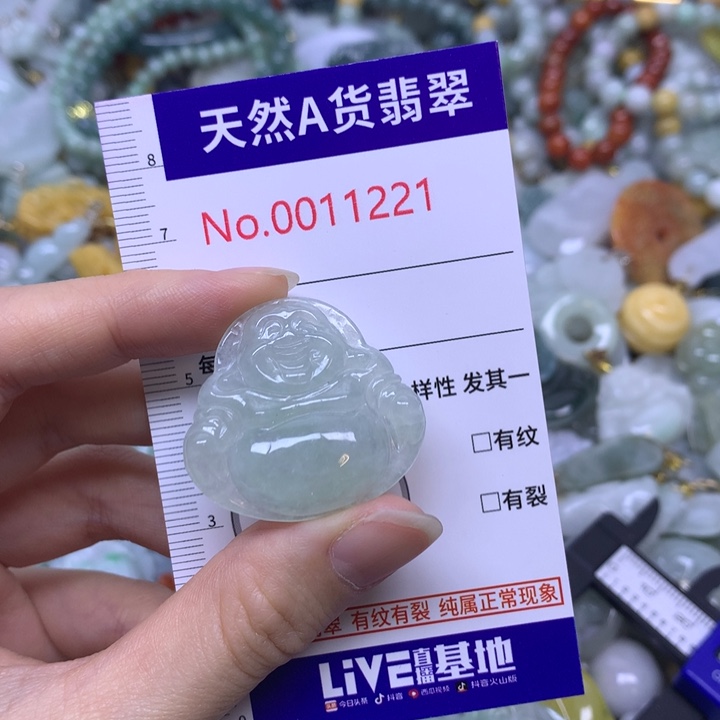 天然A货翡翠
8
No.0011221
7
每
5
样性 发其一
□有纹
□有裂
3
翠 有纹有裂 纯属正常现象
LiVE直播基地
今日头条 抖音 西瓜视频 抖音火山版